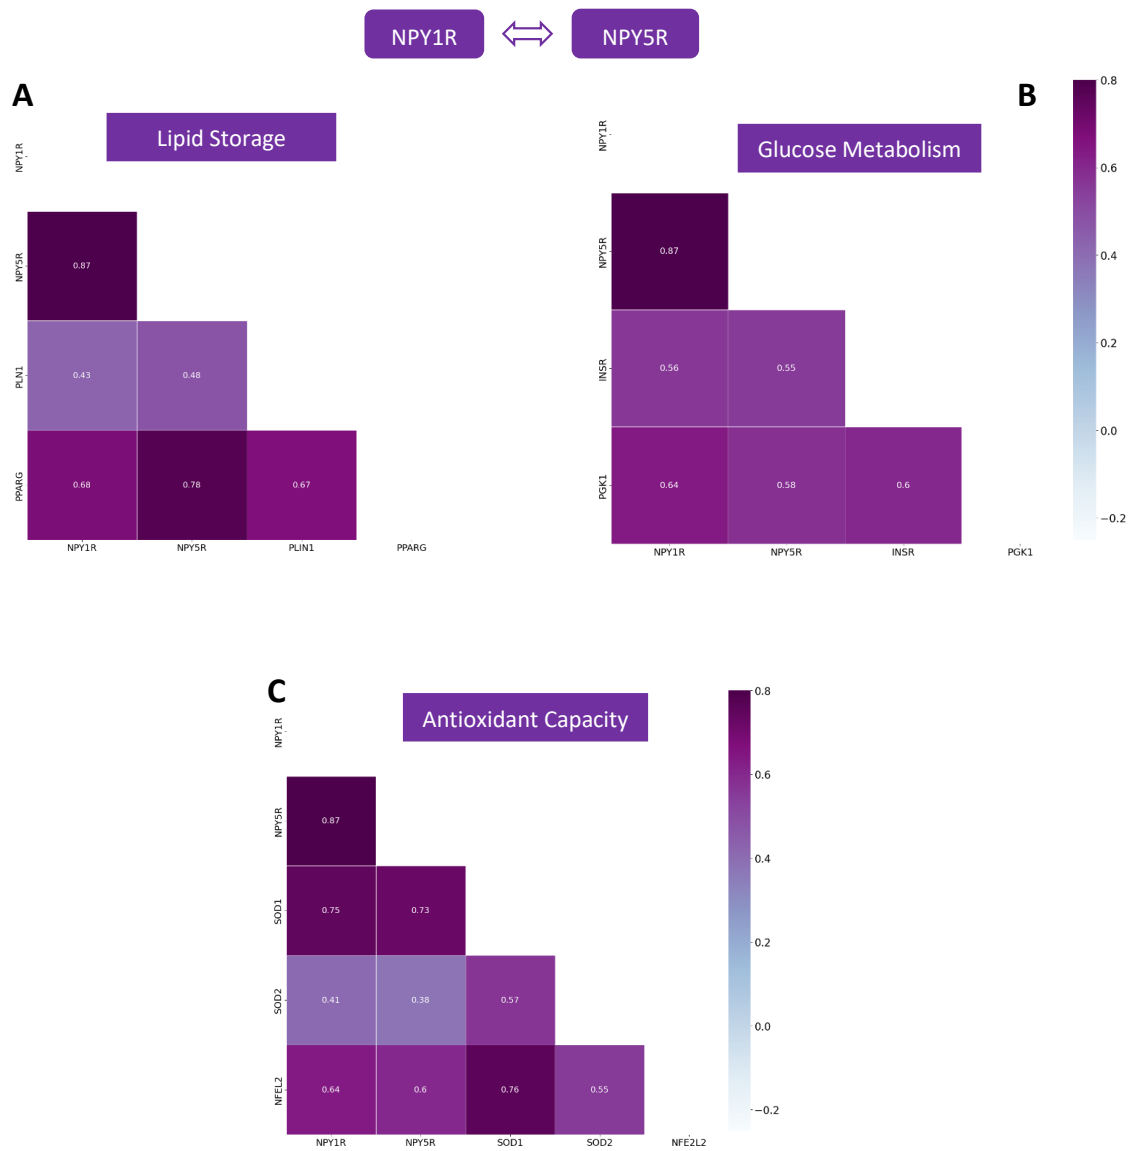 NPY1R NPY5R
A
Lipid Storage
NPY1R
NPY5R
PLN1
PPARG
0.87
0.43 0.48
0.68 0.78 0.67
NPY1R NPY5R PLIN1 PPARG
B
Glucose Metabolism
NPY1R
NPY5R
INSR
PGK1
0.87
0.56 0.55
0.64 0.58 0.6
NPY1R NPY5R INSR PGK1
0.8
0.6
0.4
0.2
0.0
−0.2
C
Antioxidant Capacity
NPY1R
NPY5R
SOD1
SOD2
NFEL2
0.87
0.75 0.73
0.41 0.38 0.57
0.64 0.6 0.76 0.55
NPY1R NPY5R SOD1 SOD2 NFE2L2
0.8
0.6
0.4
0.2
0.0
−0.2